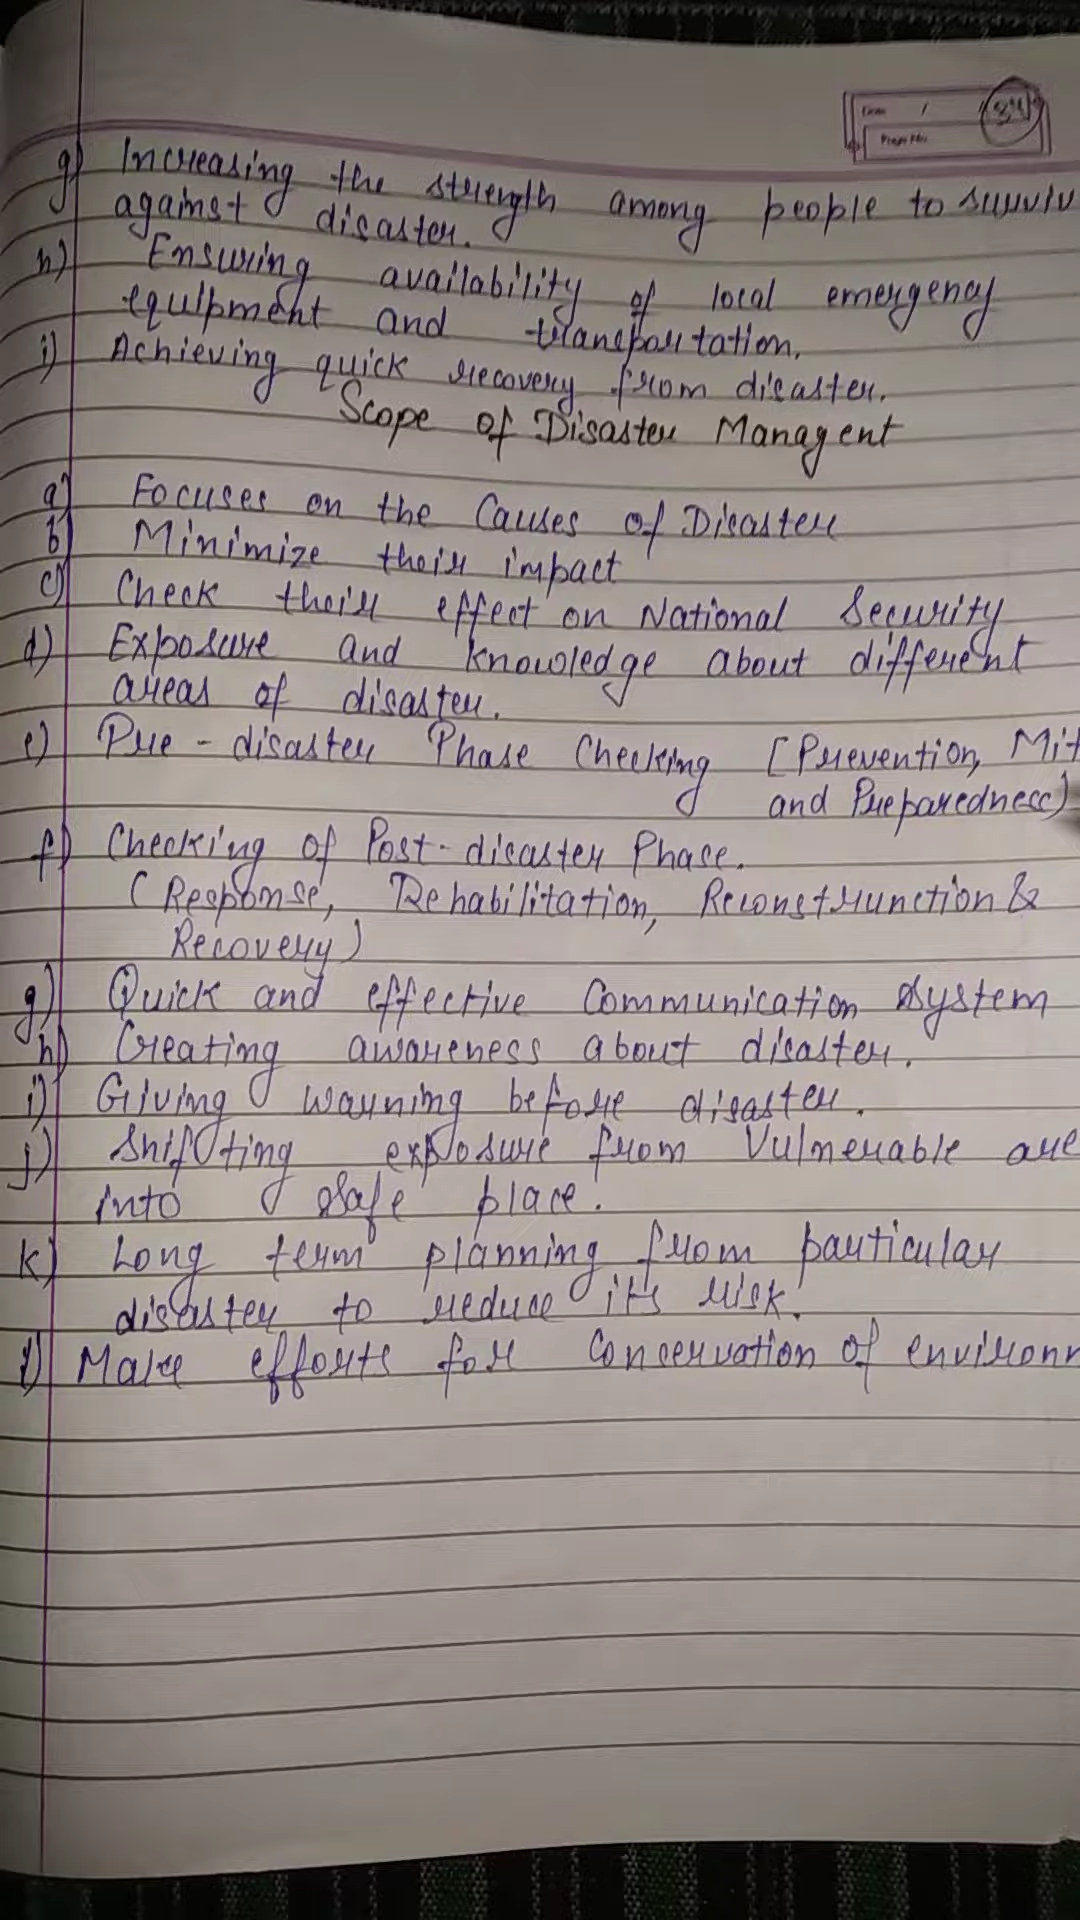 Date / / 34
Page No.
g) Increasing the strength among people to surviv
against disaster.
h) Ensuring availability of local emergency
equipment and transportation.
i) Achieving quick recovery from disaster.
Scope of Disaster Managent
a) Focuses on the Causes of Disaster
b) Minimize their impact
c) Check their effect on National Security
d) Exposure and knowledge about different
areas of disaster.
e) Pre-disaster Phase Checking [Prevention, Mit
and Preparedness)
f) Checking of Post-disaster Phase.
(Response, Rehabilitation, Reconstrunction &
Recovery)
g) Quick and effective Communication system
h) Creating awareness about disaster.
i) Giving warning before disaster.
j) Shifting exposure from Vulnerable are
into safe place.
k) Long term planning from particular
disaster to reduce it's risk.
l) Make efforts for Conservation of environm